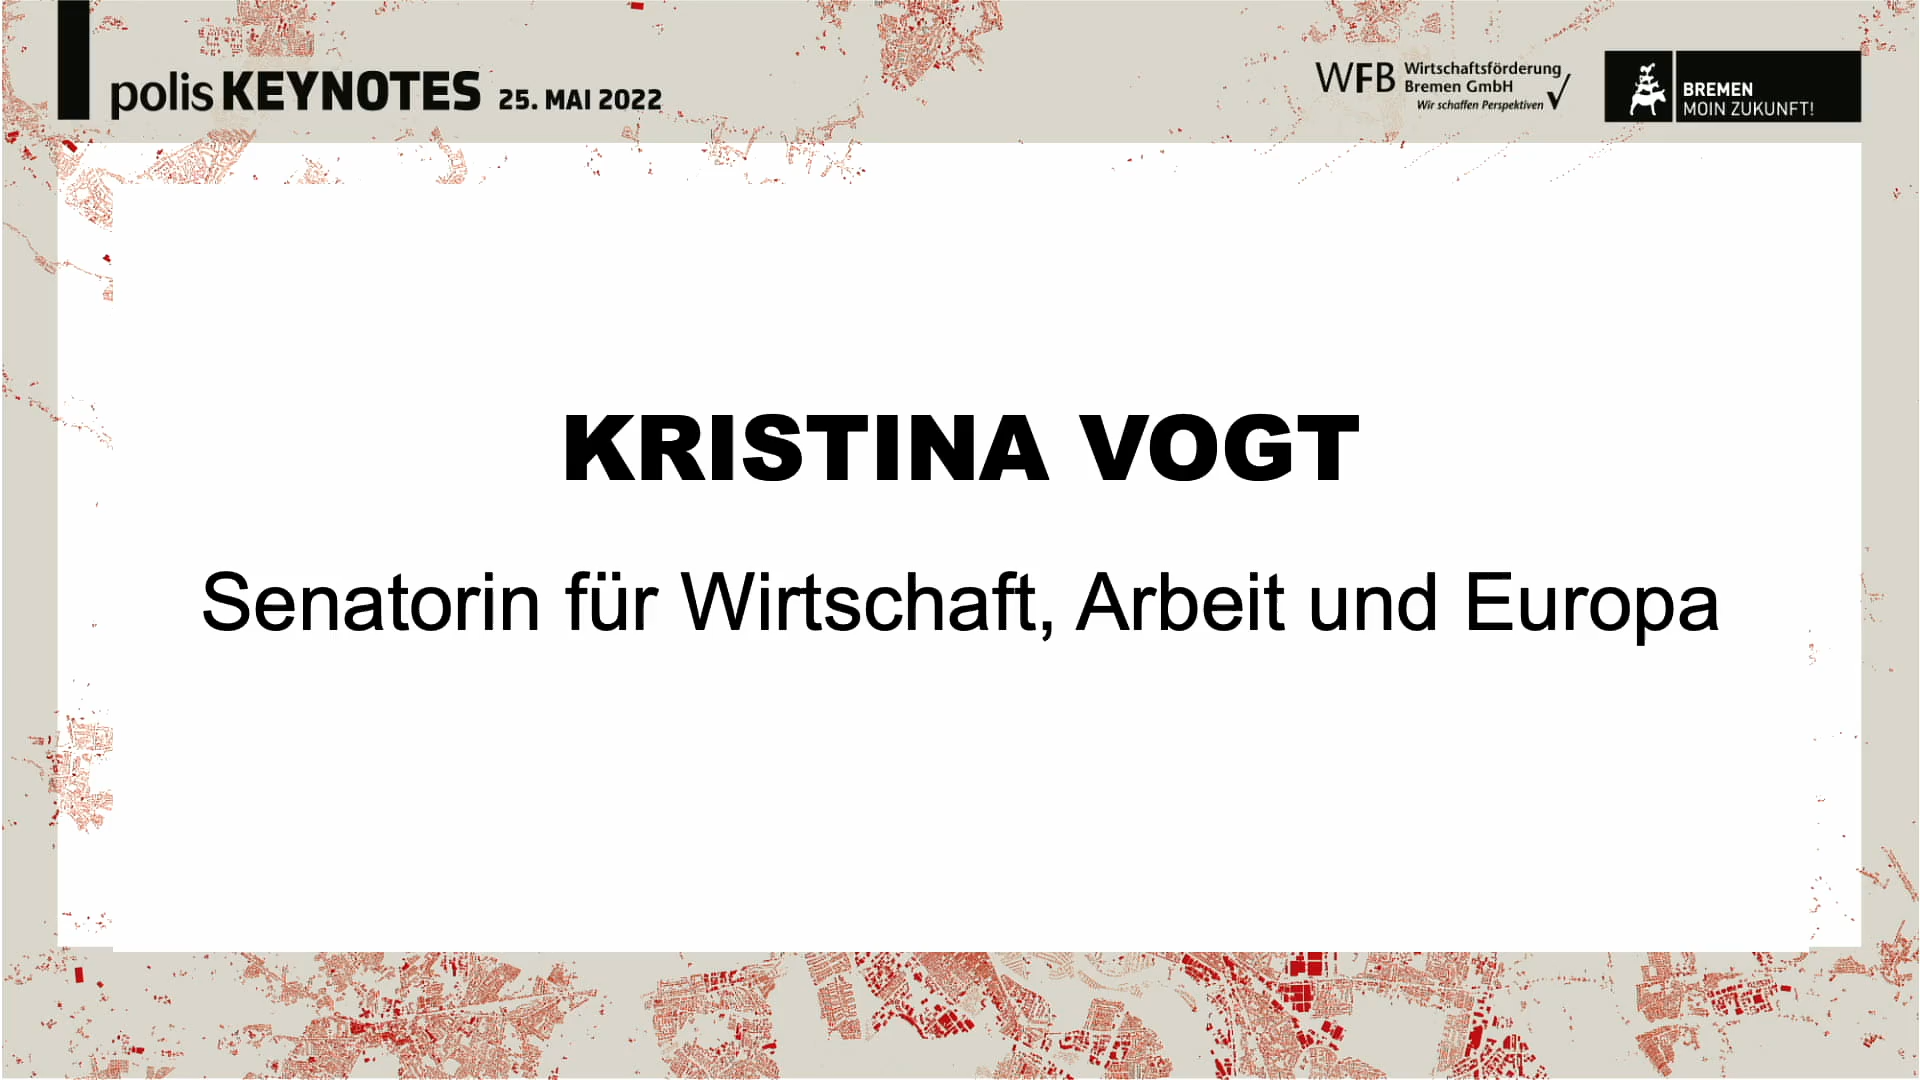 polis KEYNOTES 25. MAI 2022
WFB Wirtschaftsförderung
Bremen GmbH
Wir schaffen Perspektiven
BREMEN
MOIN ZUKUNFT!
KRISTINA VOGT
Senatorin für Wirtschaft, Arbeit und Europa